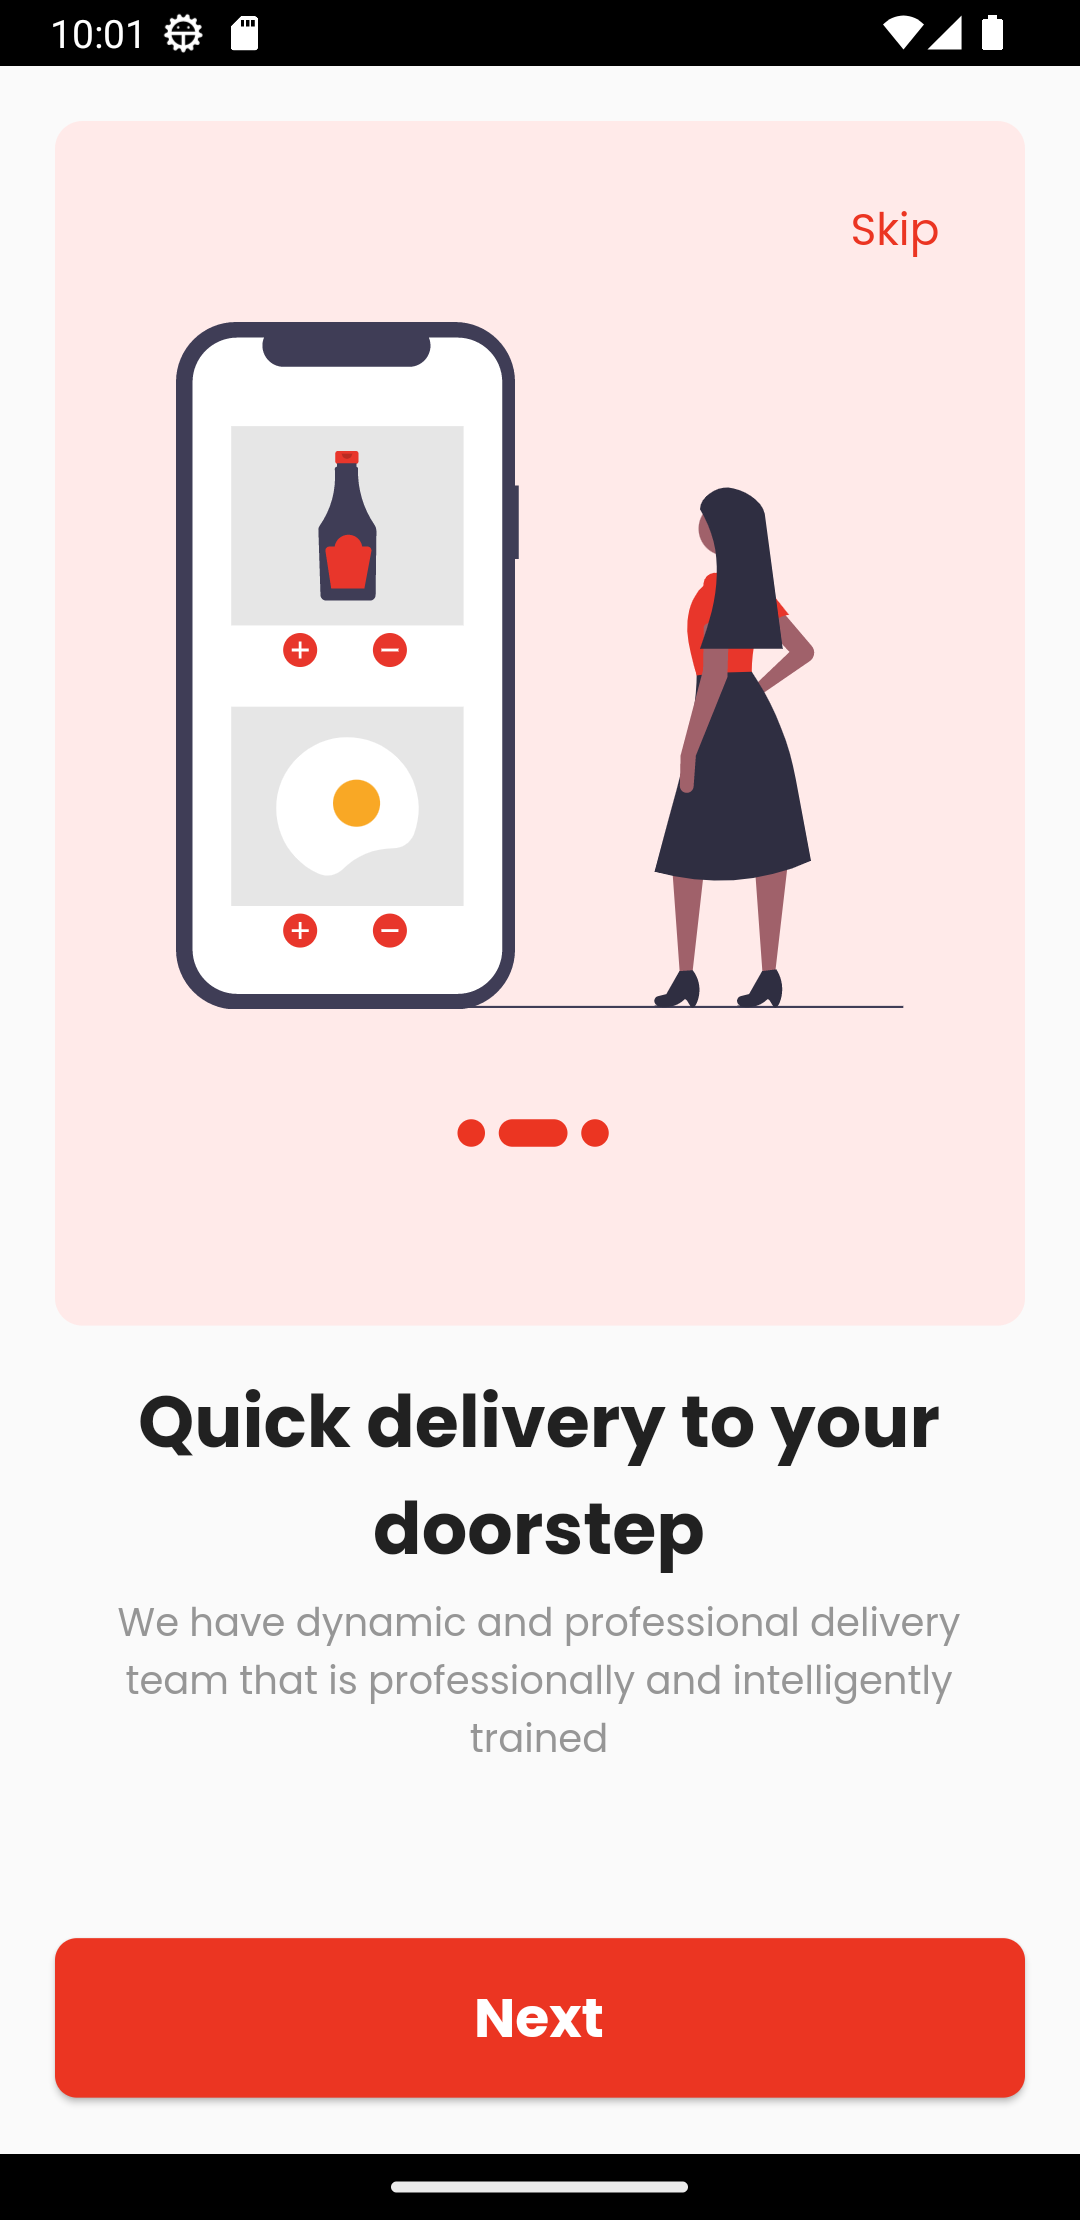 10:01
Skip
Quick delivery to your
doorstep
We have dynamic and professional delivery
team that is professionally and intelligently
trained
Next